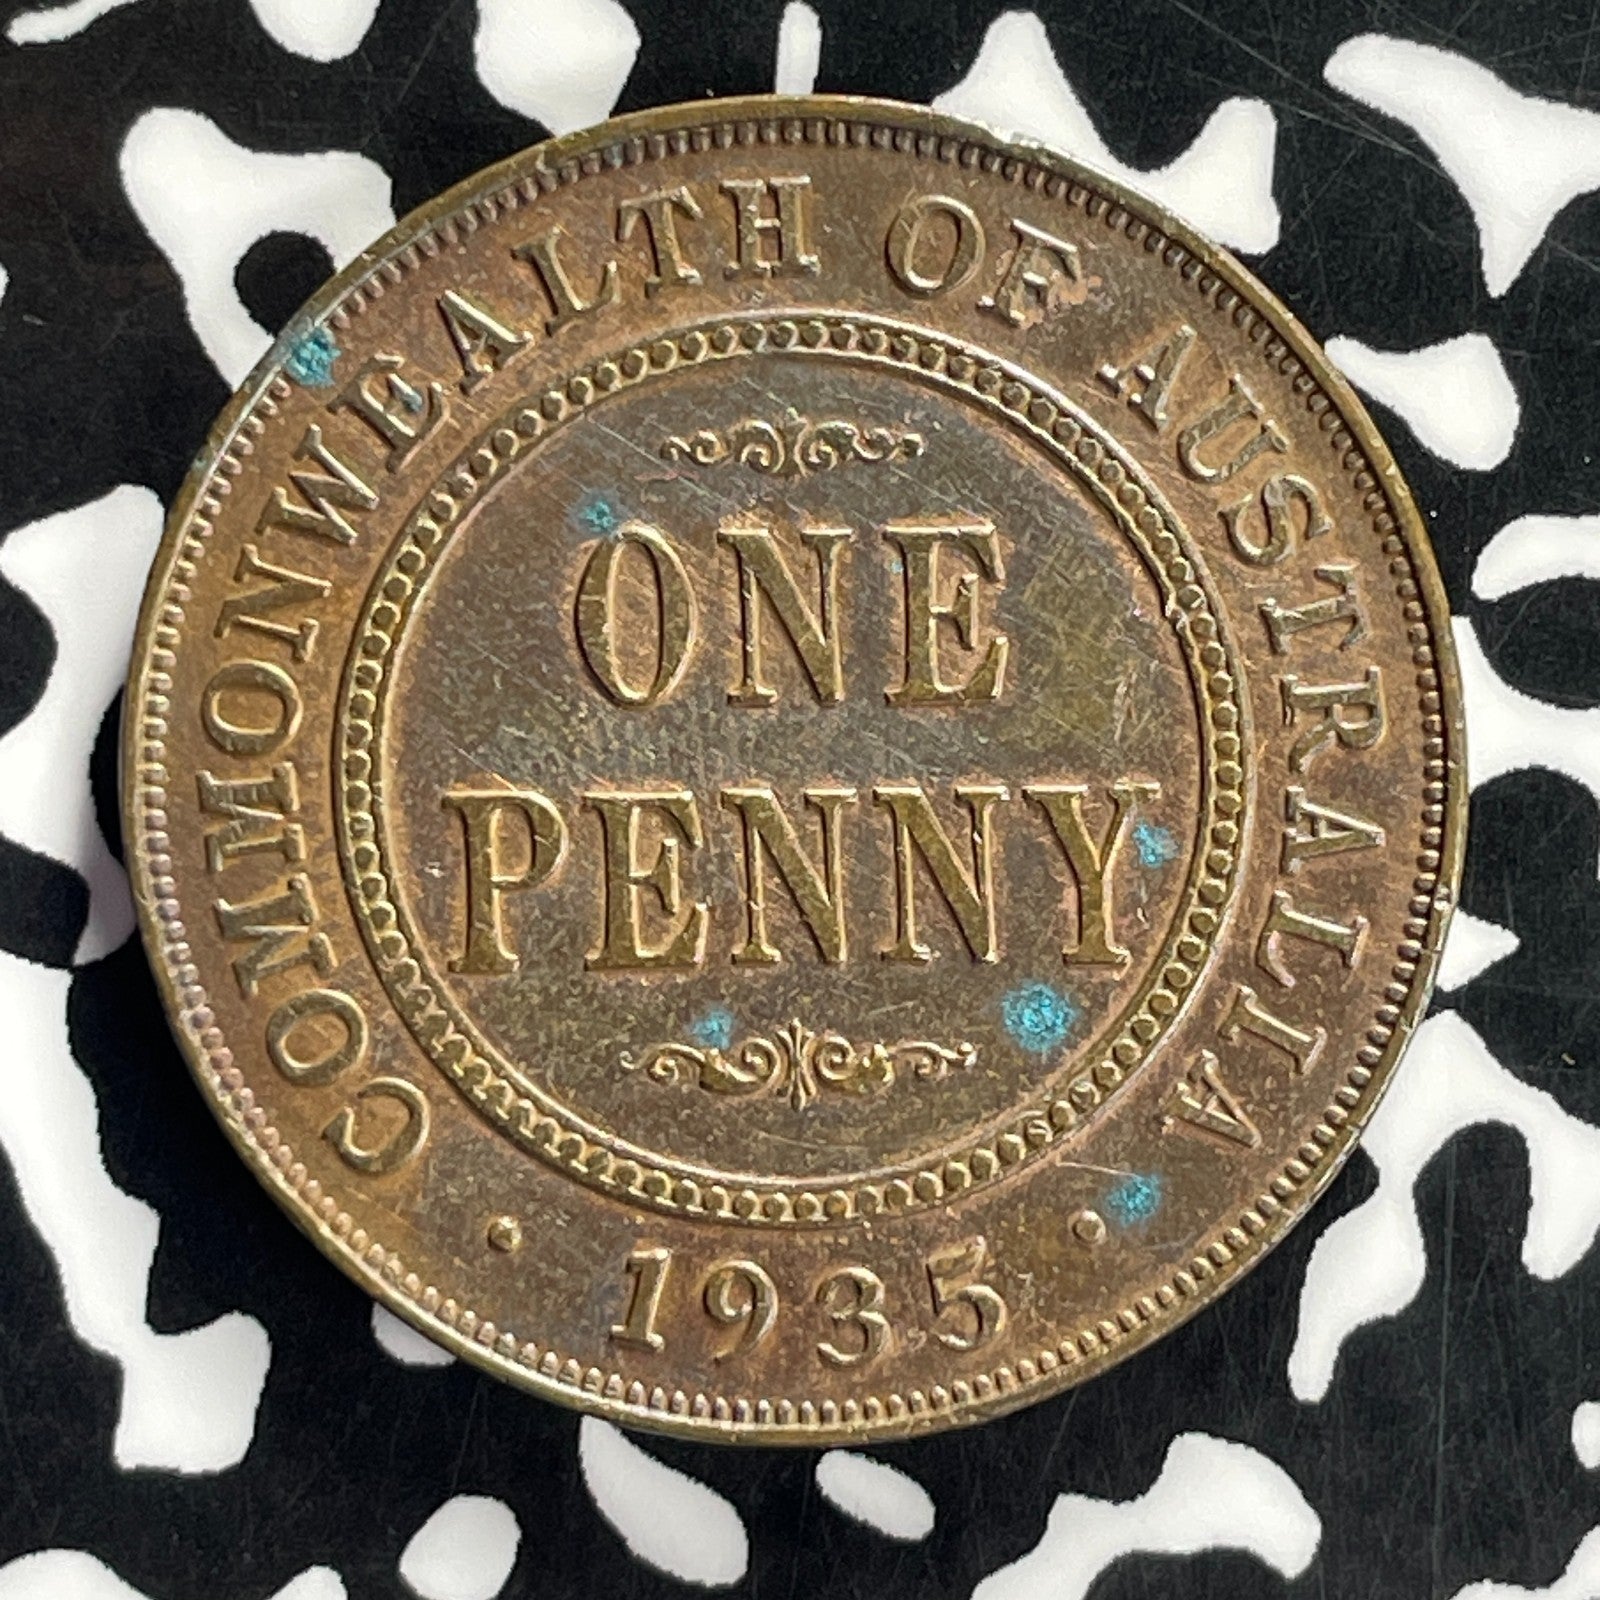 COMMONWEALTH OF AUSTRALIA
ONE
PENNY
· 1935 ·